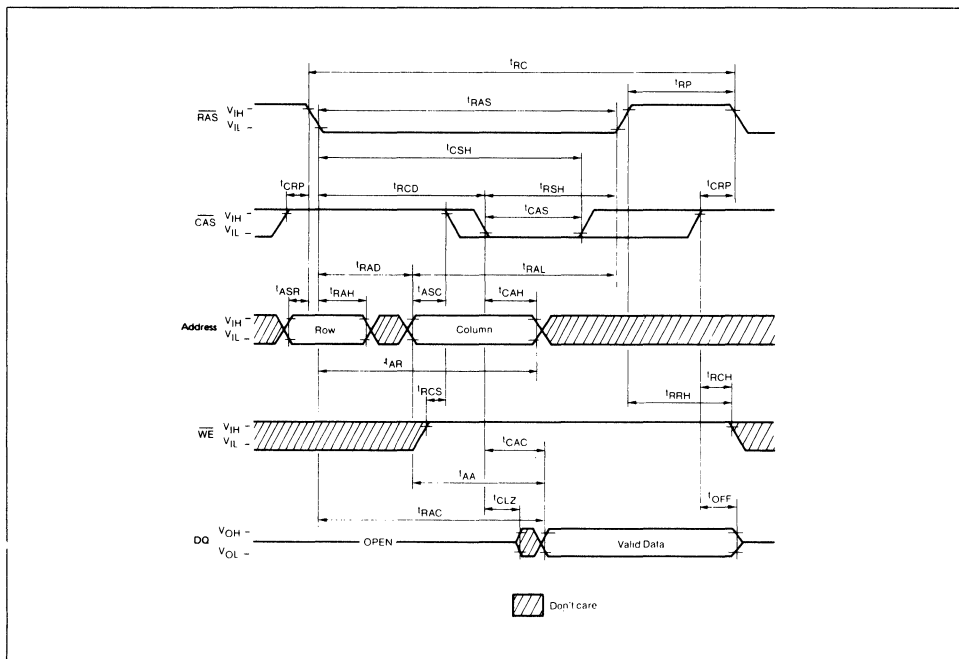 tRC
tRP
tRAS
RAS VIH
VIL
tCSH
tCRP tRCD tRSH tCRP
tCAS
CAS VIH
VIL
tRAD tRAL
tASR tRAH tASC tCAH
Address VIH
VIL
Row Column
tAR
tRCS tRCH
tRRH
WE VIH
VIL
tCAC
tAA
tCLZ tOFF
tRAC
DQ VOH
VOL
OPEN Valid Data
Don't care